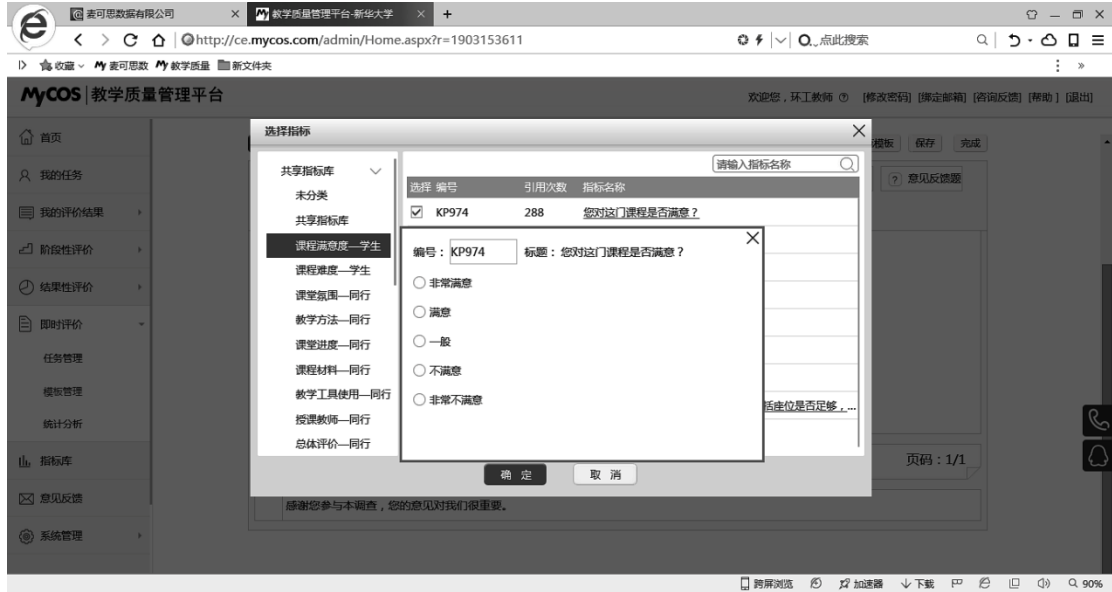 麦可思数据有限公司 × My 教学质量管理平台-新华大学 × +
http://ce.mycos.com/admin/Home.aspx?r=1903153611 点此搜索
收藏 My 麦可思数 My 教学质量 新文件夹 »
MyCOS 教学质量管理平台 欢迎您，环工教师 [修改密码] [绑定邮箱] [咨询反馈] [帮助] [退出]
首页
我的任务
我的评价结果
阶段性评价
结果性评价
即时评价
任务管理
模板管理
统计分析
指标库
意见反馈
系统管理
模板 保存 完成
? 意见反馈题
选择指标
共享指标库
未分类
共享指标库
课程满意度—学生
课程难度—学生
课堂氛围—同行
教学方法—同行
课堂进度—同行
课程材料—同行
教学工具使用—同行
授课教师—同行
总体评价—同行
请输入指标名称
选择 编号 引用次数 指标名称
KP974 288 您对这门课程是否满意？
编号：KP974 标题：您对这门课程是否满意？
非常满意
满意
一般
不满意
非常不满意
括座位是否足够，...
确 定 取 消
页码：1/1
感谢您参与本调查，您的意见对我们很重要。
跨屏浏览 加速器 下载 90%